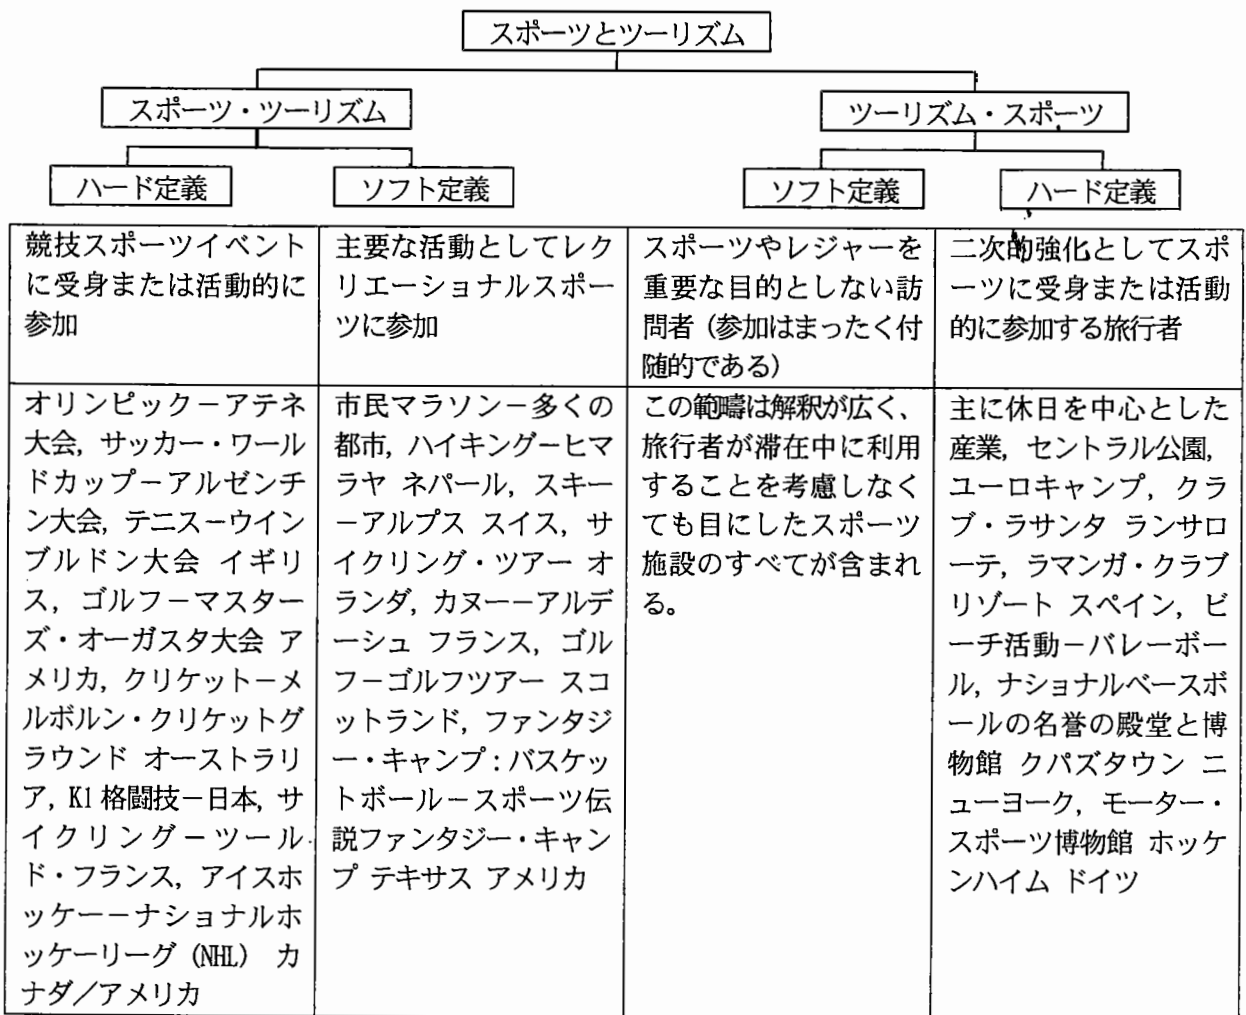 スポーツとツーリズム
スポーツ・ツーリズム
ツーリズム・スポーツ
ハード定義
ソフト定義
ソフト定義
ハード定義
競技スポーツイベント
に受身または活動的に
参加
主要な活動としてレク
リエーショナルスポー
ツに参加
スポーツやレジャーを
重要な目的としない訪
問者（参加はまったく付
随的である）
二次的強化としてスポ
ーツに受身または活動
的に参加する旅行者
オリンピック－アテネ
大会, サッカー・ワール
ドカップ－アルゼンチ
ン大会, テニス－ウイン
ブルドン大会 イギリ
ス, ゴルフ－マスター
ズ・オーガスタ大会 ア
メリカ, クリケット－メ
ルボルン・クリケットグ
ラウンド オーストラリ
ア, K1 格闘技－日本, サ
イクリング－ツール
ド・フランス, アイスホ
ッケー－ナショナルホ
ッケーリーグ (NHL) カ
ナダ／アメリカ
市民マラソン－多くの
都市, ハイキング－ヒマ
ラヤ ネパール, スキー
－アルプス スイス, サ
イクリング・ツアー オ
ランダ, カヌー－アルデ
ーシュ フランス, ゴル
フ－ゴルフツアー スコ
ットランド, ファンタジ
ー・キャンプ：バスケッ
トボール－スポーツ伝
説ファンタジー・キャン
プ テキサス アメリカ
この範疇は解釈が広く、
旅行者が滞在中に利用
することを考慮しなく
ても目にしたスポーツ
施設のすべてが含まれ
る。
主に休日を中心とした
産業, セントラル公園,
ユーロキャンプ, クラ
ブ・ラサンタ ランサロ
ーテ, ラマンガ・クラブ
リゾート スペイン, ビ
ーチ活動－バレーボー
ル, ナショナルベースボ
ールの名誉の殿堂と博
物館 クパズタウン ニ
ューヨーク, モーター・
スポーツ博物館 ホッケ
ンハイム ドイツ